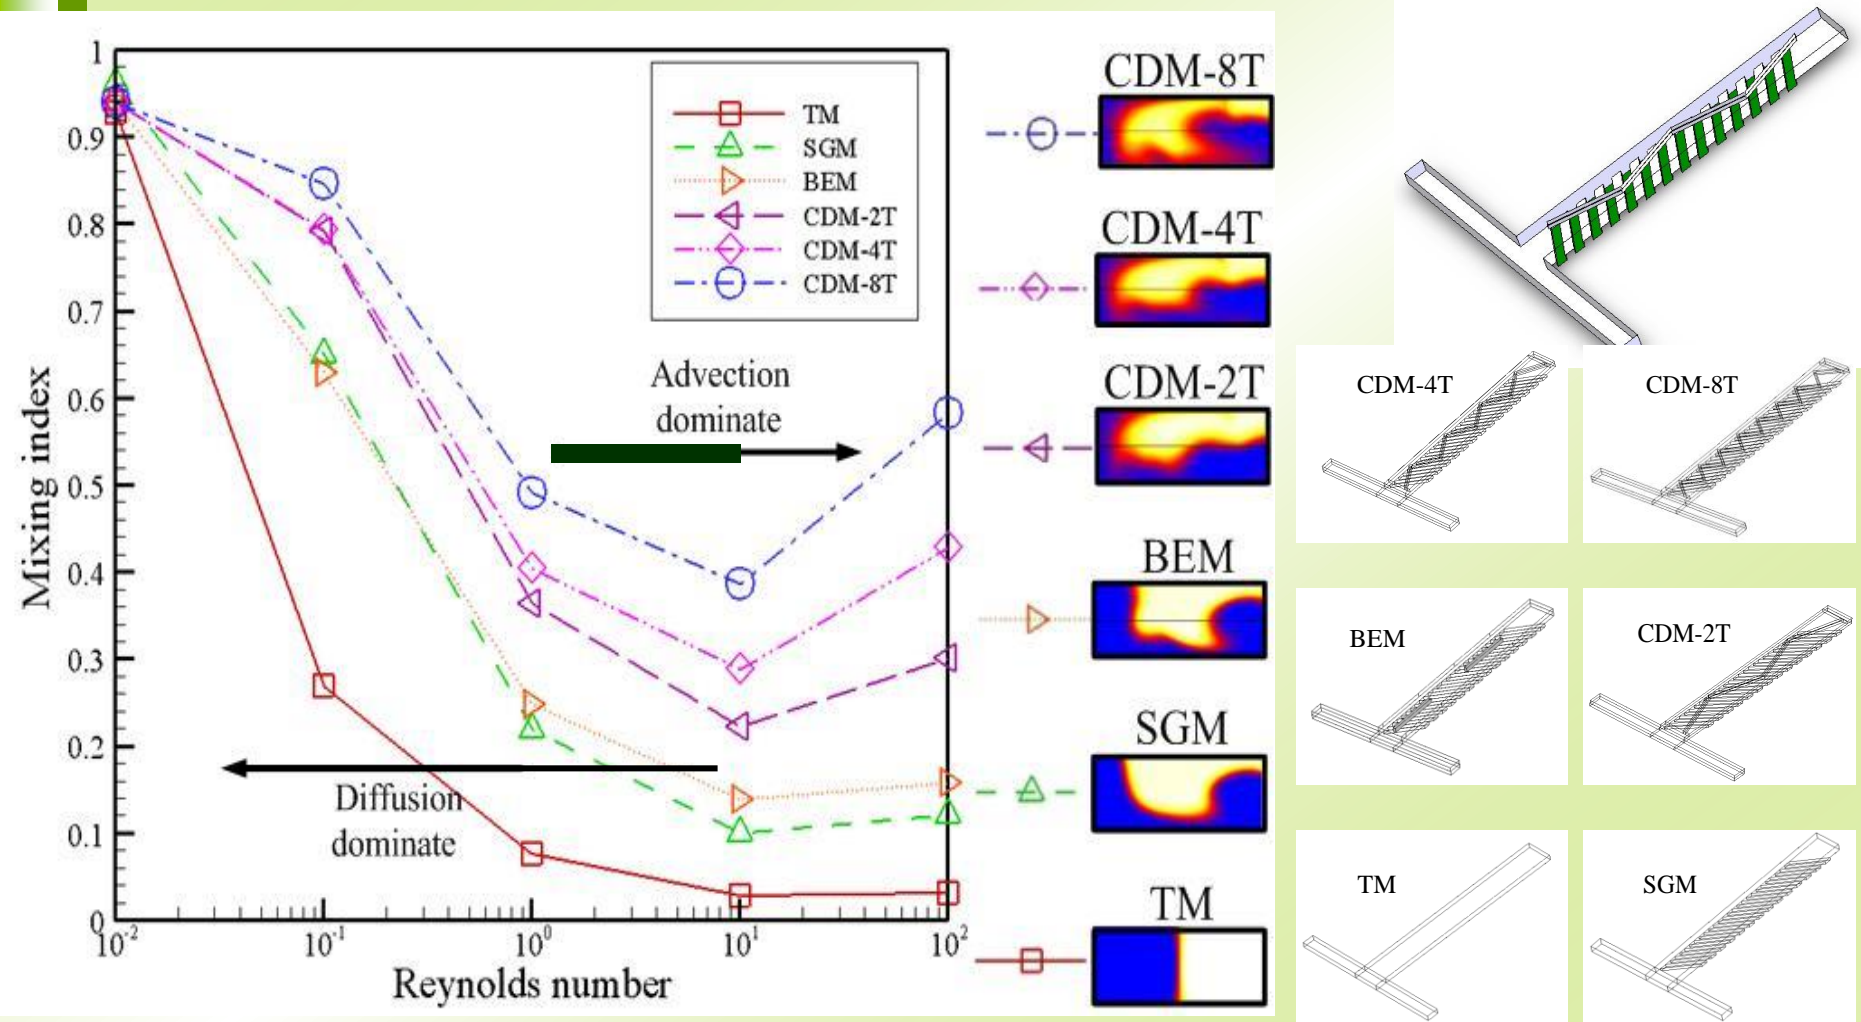 1
0.9
0.8
0.7
0.6
0.5
0.4
0.3
0.2
0.1
0
Mixing index
10-2
10-1
100
101
102
Reynolds number
TM
SGM
BEM
CDM-2T
CDM-4T
CDM-8T
Advection
dominate
Diffusion
dominate
CDM-8T
CDM-4T
CDM-2T
BEM
SGM
TM
CDM-4T
CDM-8T
BEM
CDM-2T
TM
SGM